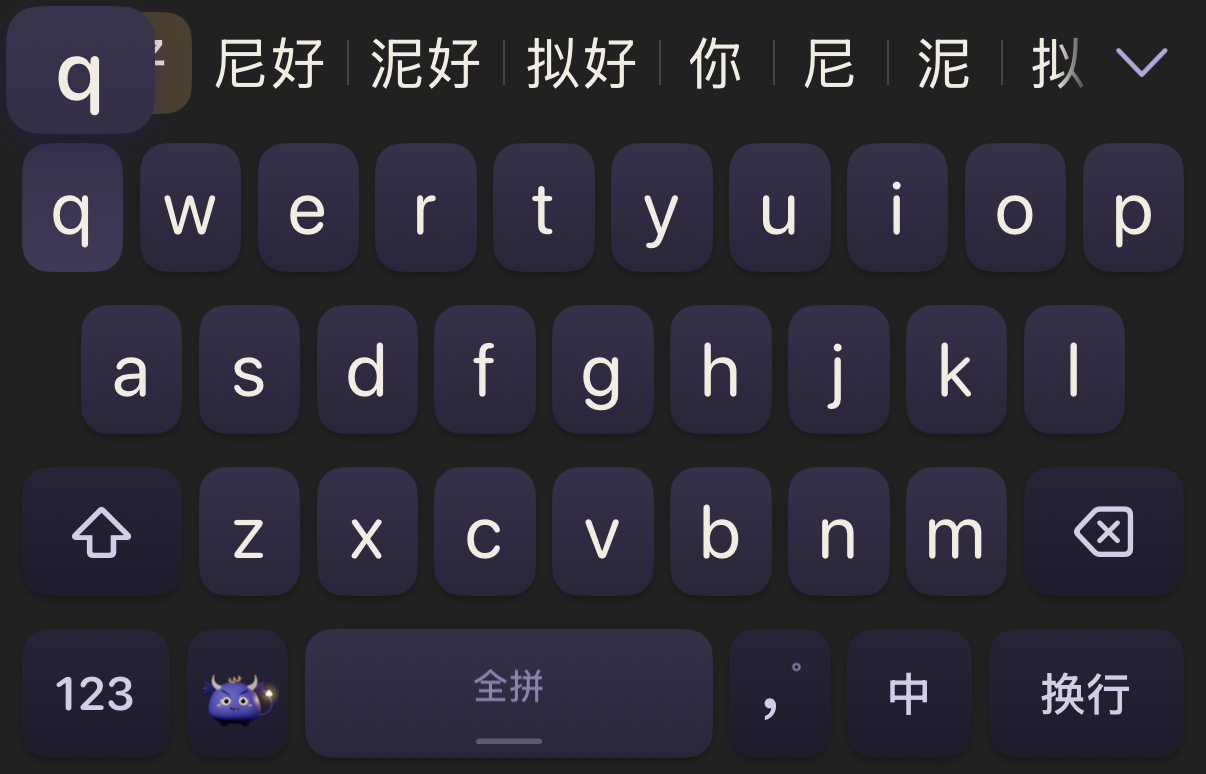 q 尼好 泥好 拟好 你 尼 泥 拟
q w e r t y u i o p
a s d f g h j k l
z x c v b n m
123 全拼 ，。 中 换行